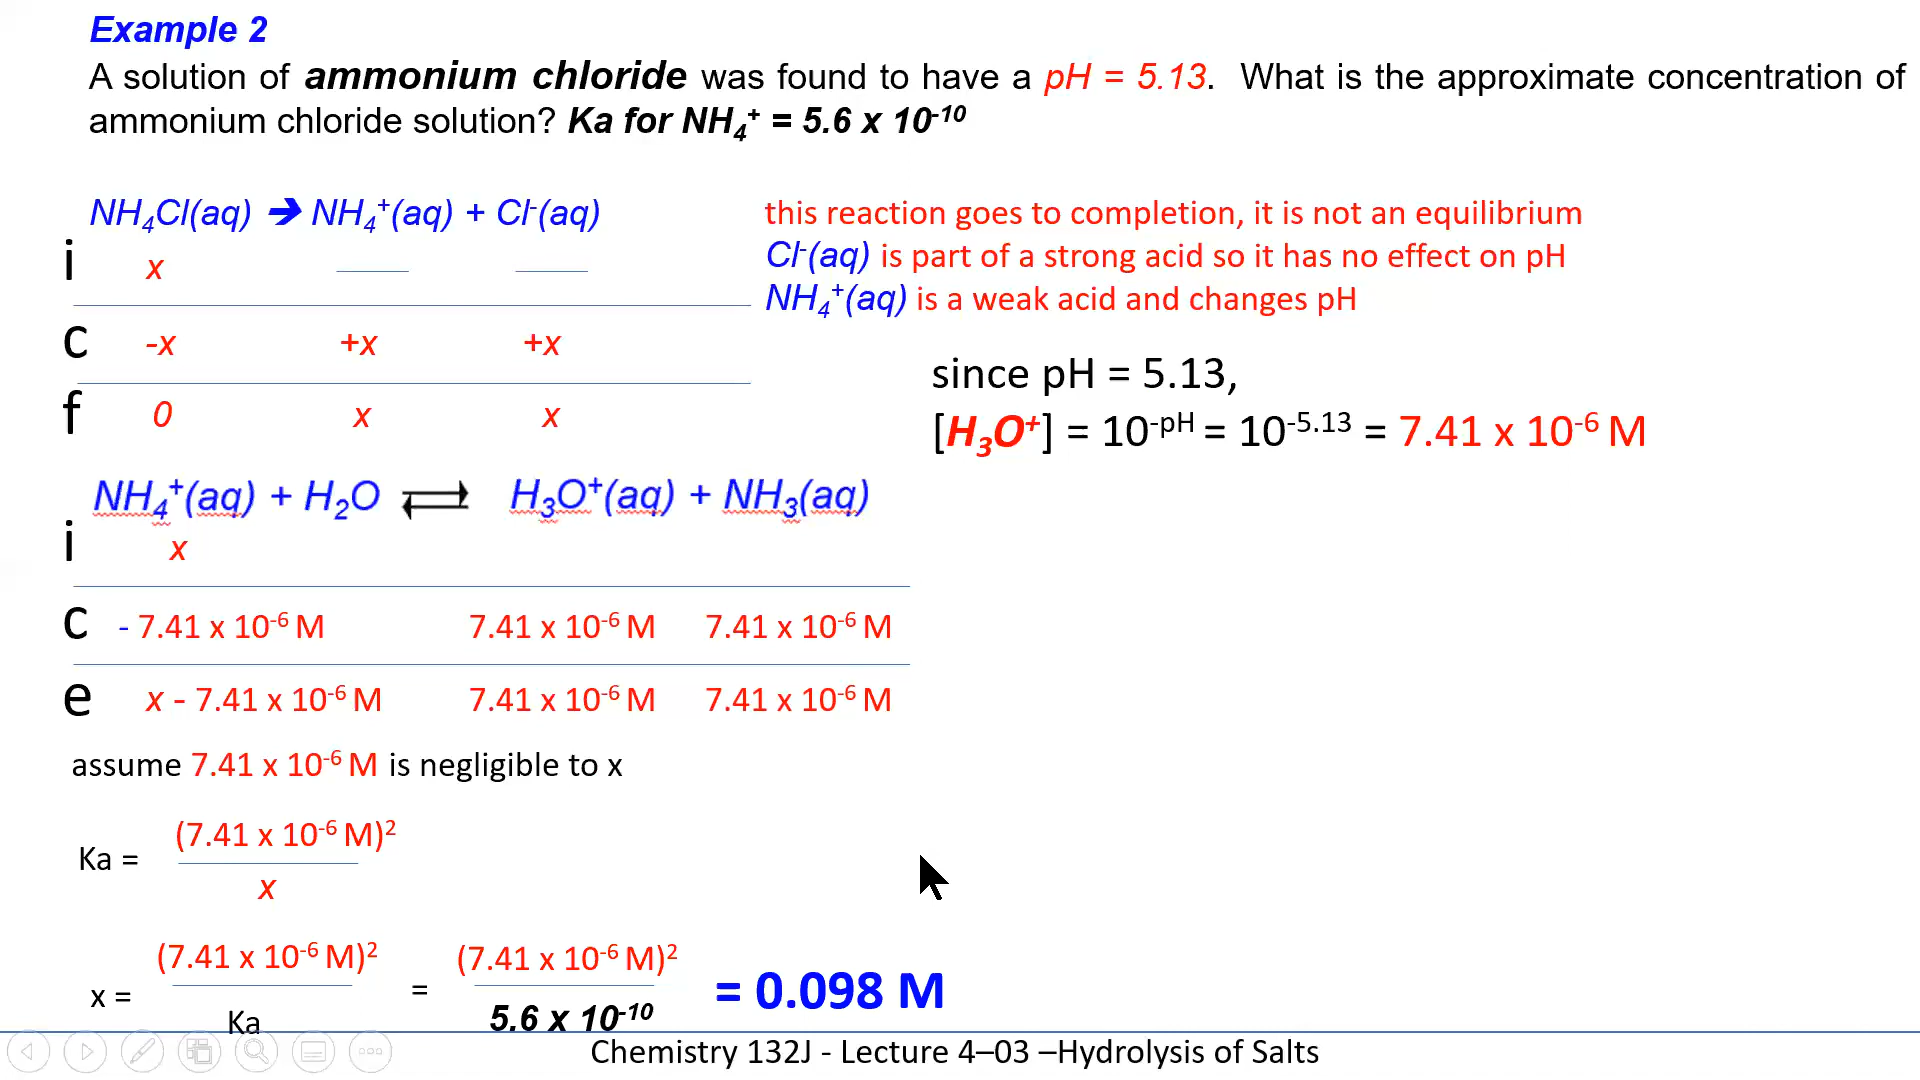 Example 2
A solution of ammonium chloride was found to have a pH = 5.13. What is the approximate concentration of
ammonium chloride solution? Ka for NH₄⁺ = 5.6 x 10⁻¹⁰
NH₄Cl(aq) ➔ NH₄⁺(aq) + Cl⁻(aq)
i x ____ ____
c -x +x +x
f 0 x x
this reaction goes to completion, it is not an equilibrium
Cl⁻(aq) is part of a strong acid so it has no effect on pH
NH₄⁺(aq) is a weak acid and changes pH
since pH = 5.13,
[H₃O⁺] = 10⁻ᵖᴴ = 10⁻⁵·¹³ = 7.41 x 10⁻⁶ M
NH₄⁺(aq) + H₂O ⇌ H₃O⁺(aq) + NH₃(aq)
i x
c - 7.41 x 10⁻⁶ M 7.41 x 10⁻⁶ M 7.41 x 10⁻⁶ M
e x - 7.41 x 10⁻⁶ M 7.41 x 10⁻⁶ M 7.41 x 10⁻⁶ M
assume 7.41 x 10⁻⁶ M is negligible to x
(7.41 x 10⁻⁶ M)²
Ka =
x
(7.41 x 10⁻⁶ M)² (7.41 x 10⁻⁶ M)²
x = = = 0.098 M
Ka 5.6 x 10⁻¹⁰
Chemistry 132J - Lecture 4–03 –Hydrolysis of Salts